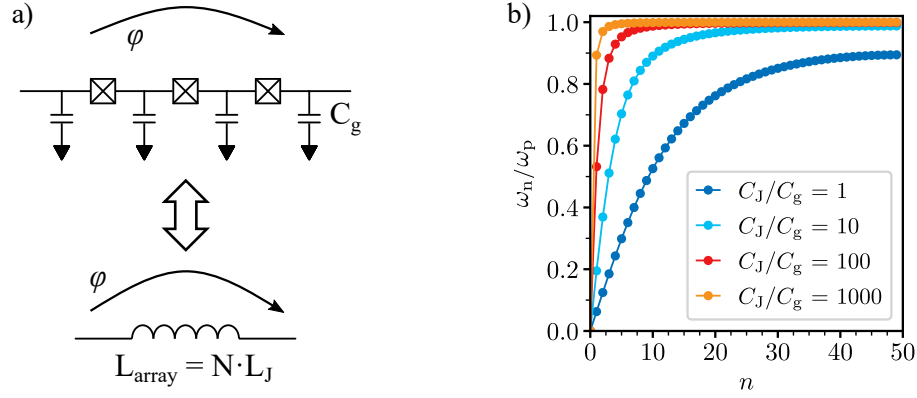 a)
φ
C_g
φ
L_array = N·L_J
b)
ω_n/ω_p
1.0
0.8
0.6
0.4
0.2
0.0
C_J/C_g = 1
C_J/C_g = 10
C_J/C_g = 100
C_J/C_g = 1000
0 10 20 30 40 50
n